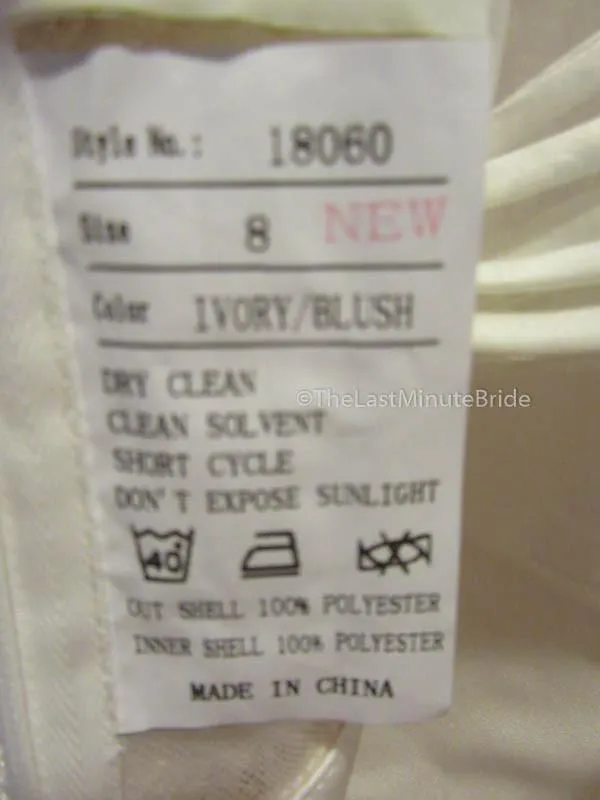 Style No.: 18060
Size 8 NEW
Color IVORY/BLUSH
DRY CLEAN
©TheLastMinuteBride
CLEAN SOLVENT
SHORT CYCLE
DON'T EXPOSE SUNLIGHT
40°
OUT SHELL 100% POLYESTER
INNER SHELL 100% POLYESTER
MADE IN CHINA